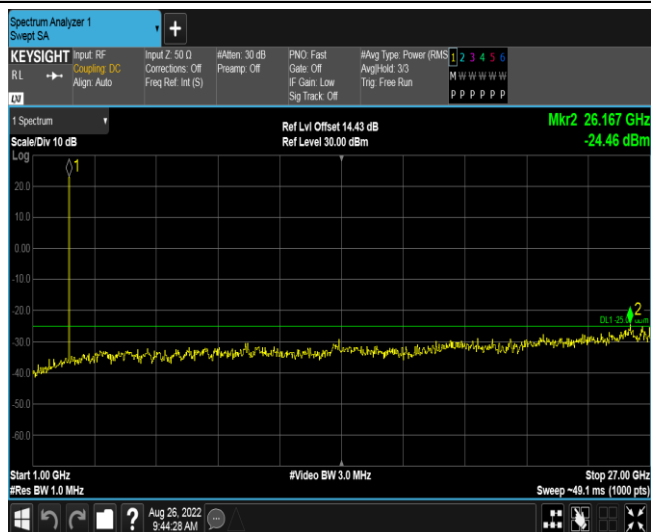 Spectrum Analyzer 1
Swept SA
+
KEYSIGHT Input: RF Input Z: 50 Ω #Atten: 30 dB PNO: Fast #Avg Type: Power (RMS 1 2 3 4 5 6
RL Coupling: DC Corrections: Off Preamp: Off Gate: Off Avg|Hold: 3/3 M W W W W W
Align: Auto Freq Ref: Int (S) IF Gain: Low Trig: Free Run
Sig Track: Off P P P P P P
LXI
1 Spectrum Ref Lvl Offset 14.43 dB Mkr2 26.167 GHz
Scale/Div 10 dB Ref Level 30.00 dBm -24.46 dBm
Log
1
20.0
10.0
0.00
-10.0
-20.0
2
-30.0
-40.0
-50.0
-60.0
Start 1.00 GHz #Video BW 3.0 MHz Stop 27.00 GHz
#Res BW 1.0 MHz Sweep ~49.1 ms (1000 pts)
? Aug 26, 2022
9:44:28 AM